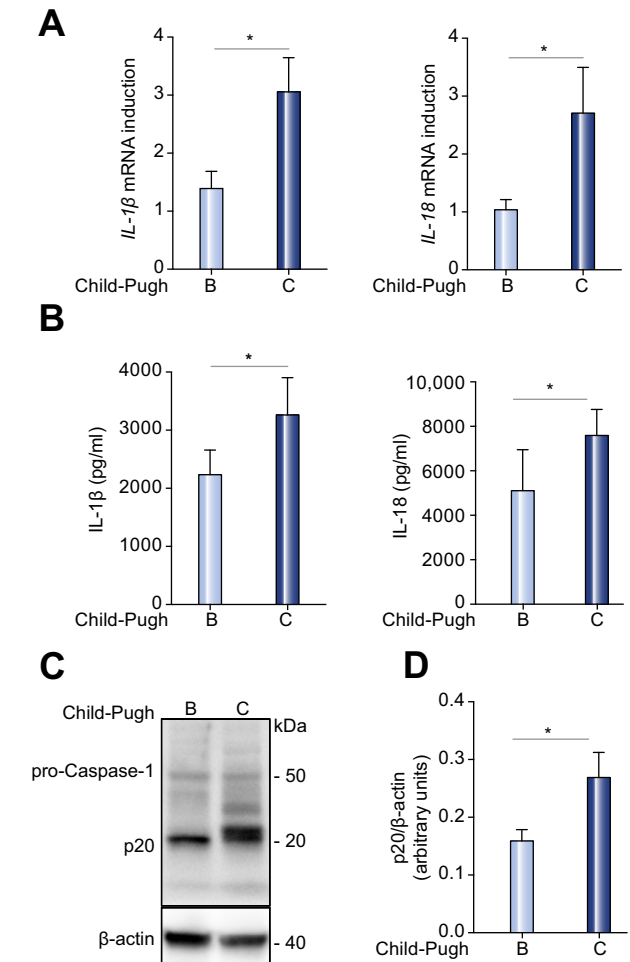 A
IL-1β mRNA induction
4
3
2
1
0
*
Child-Pugh B C
IL-18 mRNA induction
4
3
2
1
0
*
Child-Pugh B C
B
IL-1β (pg/ml)
4000
3000
2000
1000
0
*
Child-Pugh B C
IL-18 (pg/ml)
10,000
8000
6000
4000
2000
0
*
Child-Pugh B C
C
Child-Pugh B C
kDa
pro-Caspase-1 - 50
p20 - 20
β-actin - 40
D
p20/β-actin
(arbitrary units)
0.4
0.3
0.2
0.1
0.0
*
Child-Pugh B C